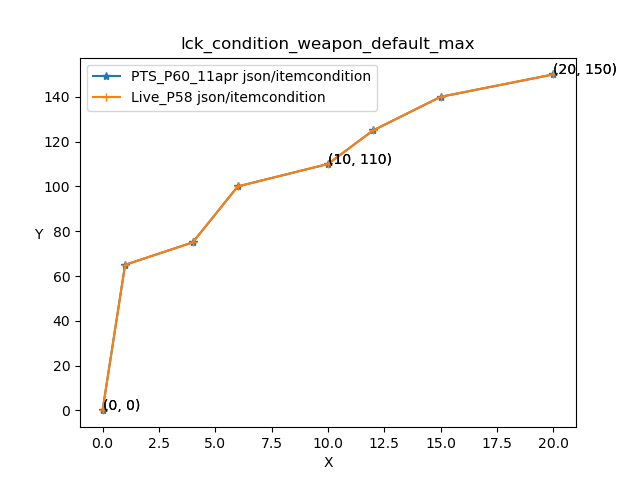 lck_condition_weapon_default_max
PTS_P60_11apr json/itemcondition
Live_P58 json/itemcondition
(20, 150)
(10, 110)
(0, 0)
140
120
100
80
60
40
20
0
Y
0.0 2.5 5.0 7.5 10.0 12.5 15.0 17.5 20.0
X